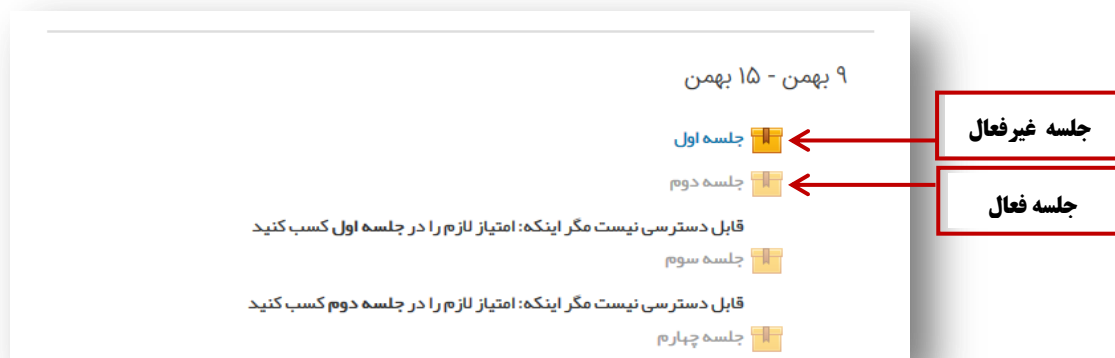 ۹ بهمن - ۱۵ بهمن
جلسه اول
جلسه غیرفعال
جلسه دوم
جلسه فعال
قابل دسترسی نیست مگر اینکه: امتیاز لازم را در جلسه اول کسب کنید
جلسه سوم
قابل دسترسی نیست مگر اینکه: امتیاز لازم را در جلسه دوم کسب کنید
جلسه چهارم